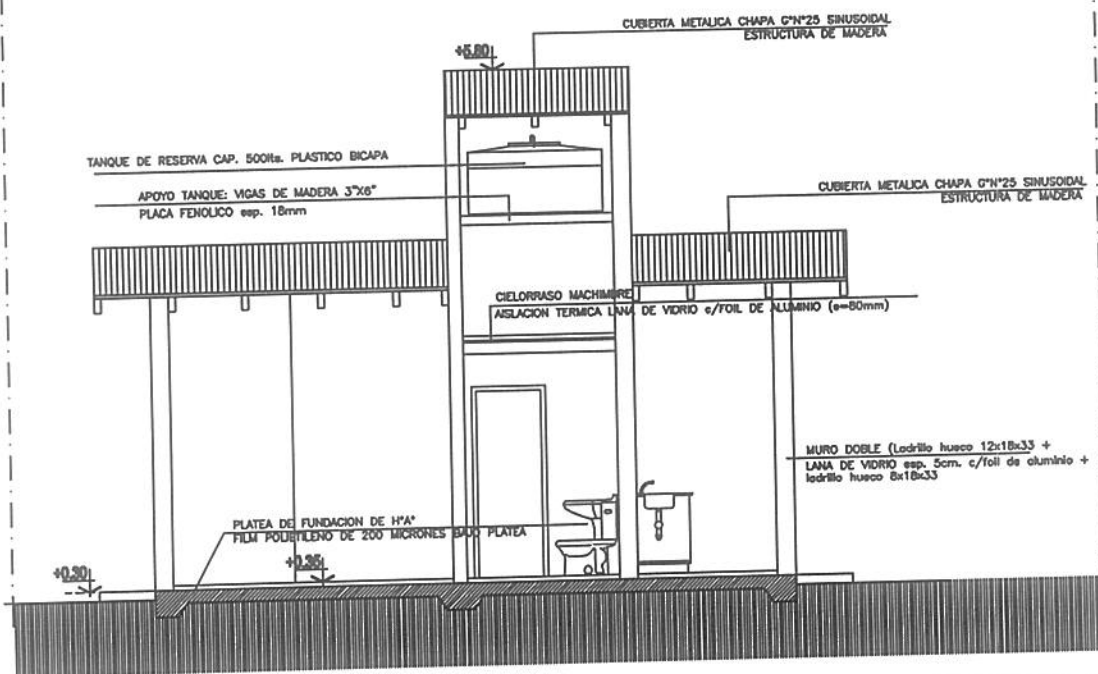 CUBIERTA METALICA CHAPA G°N°25 SINUSOIDAL
ESTRUCTURA DE MADERA
+5.80
TANQUE DE RESERVA CAP. 500lts. PLASTICO BICAPA
APOYO TANQUE: VIGAS DE MADERA 3"X6"
PLACA FENOLICO esp. 18mm
CUBIERTA METALICA CHAPA G°N°25 SINUSOIDAL
ESTRUCTURA DE MADERA
CIELORRASO MACHIMBRE
AISLACION TERMICA LANA DE VIDRIO c/FOIL DE ALUMINIO (e=80mm)
MURO DOBLE (Ladrillo hueco 12x18x33 +
LANA DE VIDRIO esp. 5cm. c/foil de aluminio +
ladrillo hueco 8x18x33
PLATEA DE FUNDACION DE H°A°
FILM POLIETILENO DE 200 MICRONES BAJO PLATEA
+0.30
+0.35